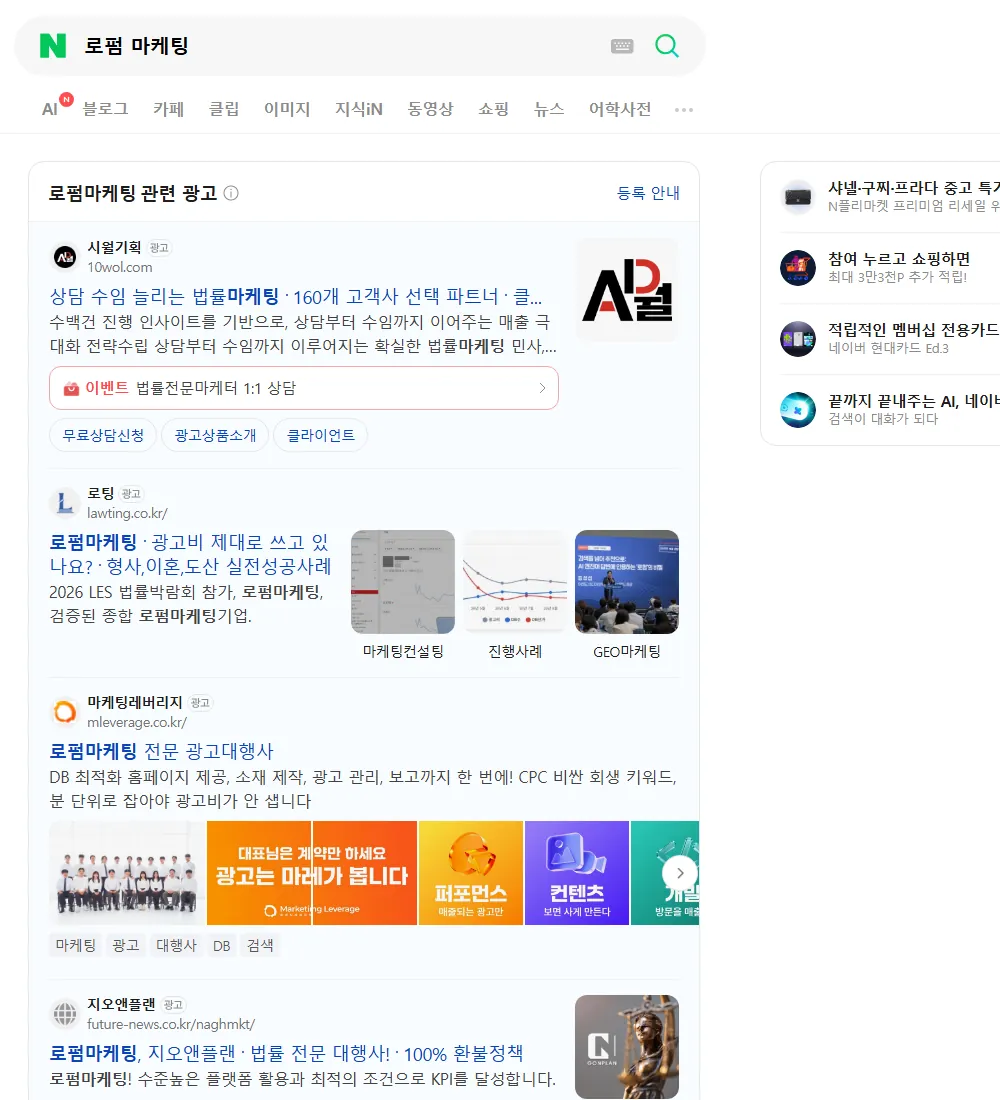 로펌 마케팅
AI N 블로그 카페 클립 이미지 지식iN 동영상 쇼핑 뉴스 어학사전
로펌마케팅 관련 광고
등록 안내
시월기획 광고
10wol.com
상담 수임 늘리는 법률마케팅 · 160개 고객사 선택 파트너 · 클...
수백건 진행 인사이트를 기반으로, 상담부터 수임까지 이어주는 매출 극
대화 전략수립 상담부터 수임까지 이루어지는 확실한 법률마케팅 민사,...
이벤트 법률전문마케터 1:1 상담
무료상담신청 광고상품소개 클라이언트
로팅 광고
lawting.co.kr/
로펌마케팅 · 광고비 제대로 쓰고 있
나요? · 형사,이혼,도산 실전성공사례
2026 LES 법률박람회 참가, 로펌마케팅,
검증된 종합 로펌마케팅기업.
마케팅컨설팅 진행사례 GEO마케팅
마케팅레버리지 광고
mleverage.co.kr/
로펌마케팅 전문 광고대행사
DB 최적화 홈페이지 제공, 소재 제작, 광고 관리, 보고까지 한 번에! CPC 비싼 회생 키워드,
분 단위로 잡아야 광고비가 안 샙니다
대표님은 계약만 하세요
광고는 마레가 봅니다
Marketing Leverage
퍼포먼스
매출되는 광고만
컨텐츠
보면 사게 만든다
마케팅 광고 대행사 DB 검색
지오앤플랜 광고
future-news.co.kr/naghmkt/
로펌마케팅, 지오앤플랜 · 법률 전문 대행사! · 100% 환불정책
로펌마케팅! 수준높은 플랫폼 활용과 최적의 조건으로 KPI를 달성합니다.
GO&PLAN
샤넬·구찌·프라다 중고 특가
N플리마켓 프리미엄 리세일 위
참여 누르고 쇼핑하면
최대 3만3천P 추가 적립!
적립적인 멤버십 전용카드
네이버 현대카드 Ed.3
끝까지 끝내주는 AI, 네이버
검색이 대화가 되다